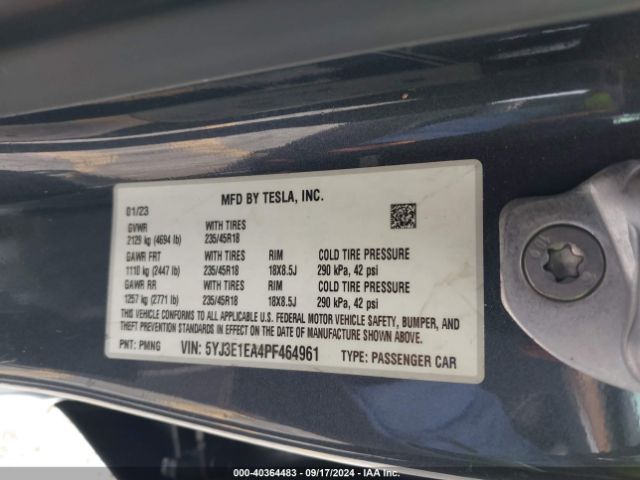 MFD BY TESLA, INC.
01/23
GVWR WITH TIRES
2129 kg (4694 lb) 235/45R18
GAWR FRT WITH TIRES RIM COLD TIRE PRESSURE
1110 kg (2447 lb) 235/45R18 18X8.5J 290 kPa, 42 psi
GAWR RR WITH TIRES RIM COLD TIRE PRESSURE
1257 kg (2771 lb) 235/45R18 18X8.5J 290 kPa, 42 psi
THIS VEHICLE CONFORMS TO ALL APPLICABLE U.S. FEDERAL MOTOR VEHICLE SAFETY, BUMPER, AND
THEFT PREVENTION STANDARDS IN EFFECT ON THE DATE OF MANUFACTURE SHOWN ABOVE.
PNT: PMNG VIN: 5YJ3E1EA4PF464961 TYPE: PASSENGER CAR
000-40364483 - 09/17/2024 - IAA Inc.